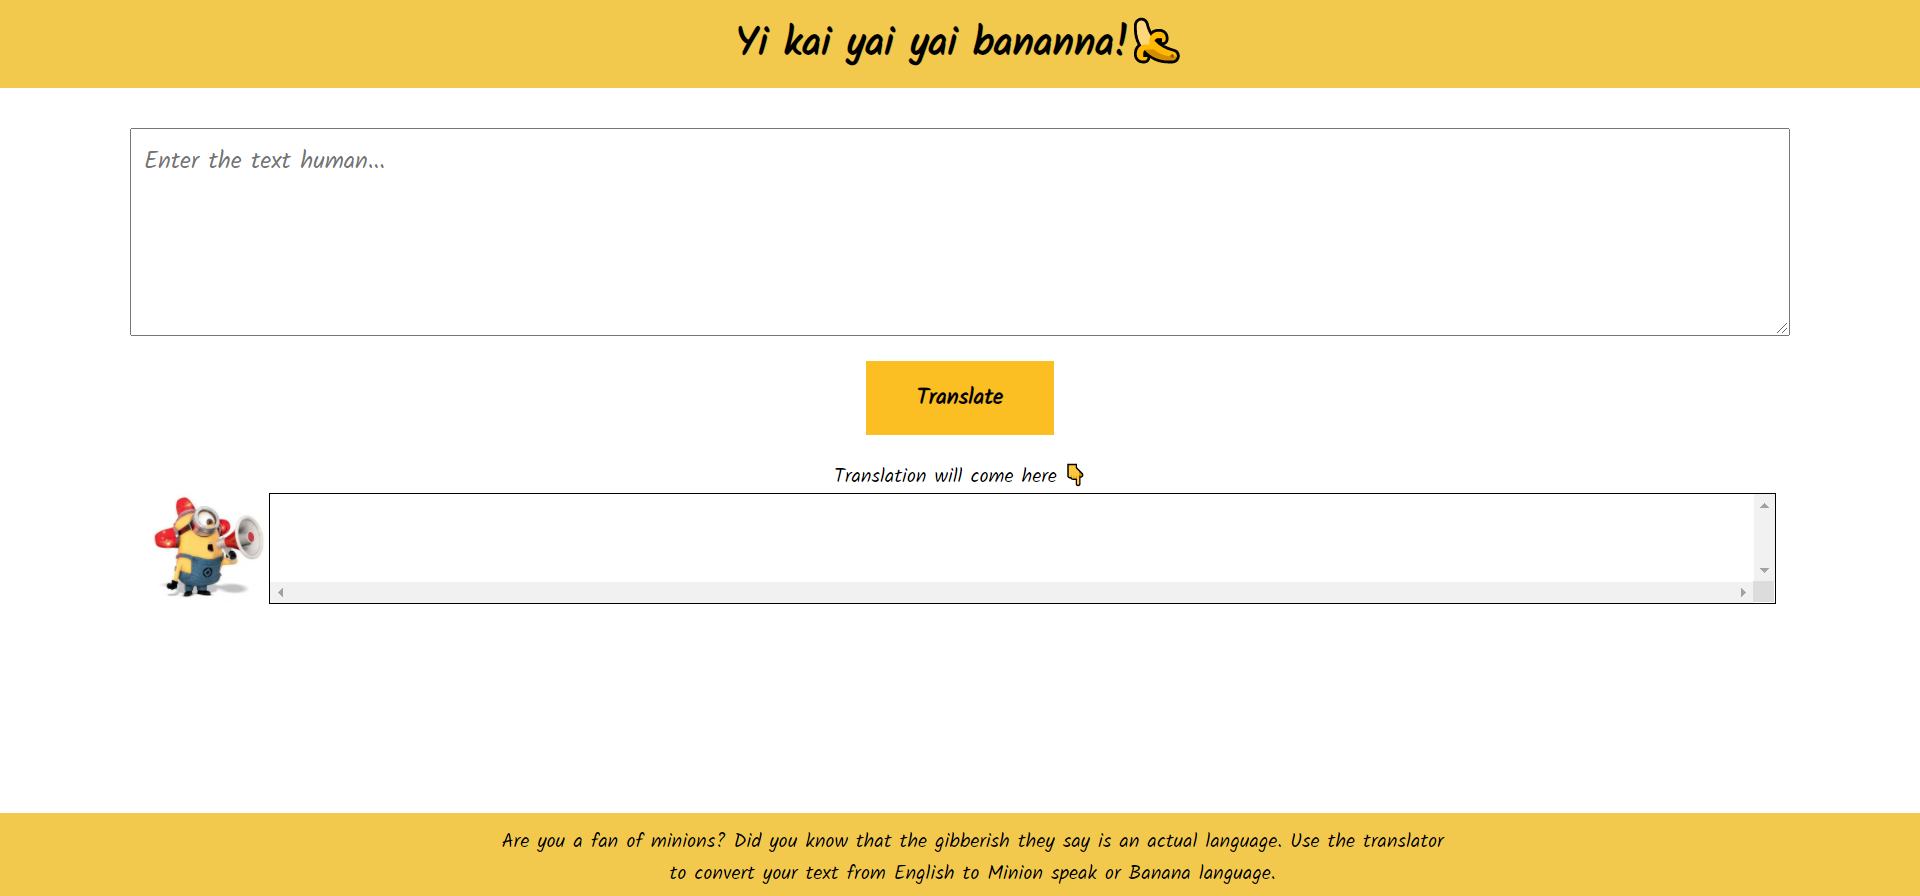 Yi kai yai yai bananna!🍌
Enter the text human...
Translate
Translation will come here 👇
Are you a fan of minions? Did you know that the gibberish they say is an actual language. Use the translator
to convert your text from English to Minion speak or Banana language.